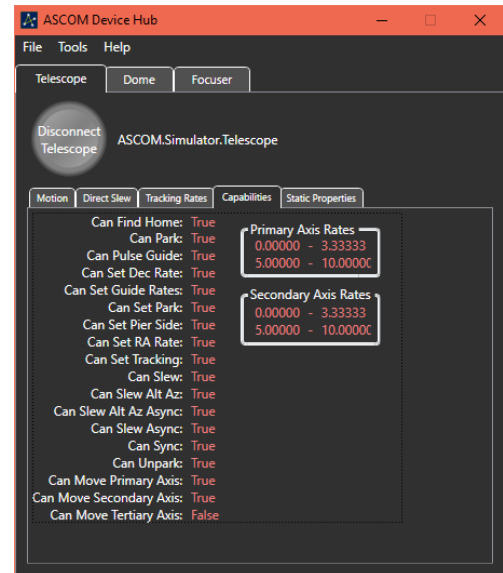 ASCOM Device Hub
File Tools Help
Telescope Dome Focuser
Disconnect
Telescope
ASCOM.Simulator.Telescope
Motion Direct Slew Tracking Rates Capabilities Static Properties
Can Find Home: True
Can Park: True
Can Pulse Guide: True
Can Set Dec Rate: True
Can Set Guide Rates: True
Can Set Park: True
Can Set Pier Side: True
Can Set RA Rate: True
Can Set Tracking: True
Can Slew: True
Can Slew Alt Az: True
Can Slew Alt Az Async: True
Can Slew Async: True
Can Sync: True
Can Unpark: True
Can Move Primary Axis: True
Can Move Secondary Axis: True
Can Move Tertiary Axis: False
Primary Axis Rates
0.00000 - 3.33333
5.00000 - 10.00000
Secondary Axis Rates
0.00000 - 3.33333
5.00000 - 10.00000